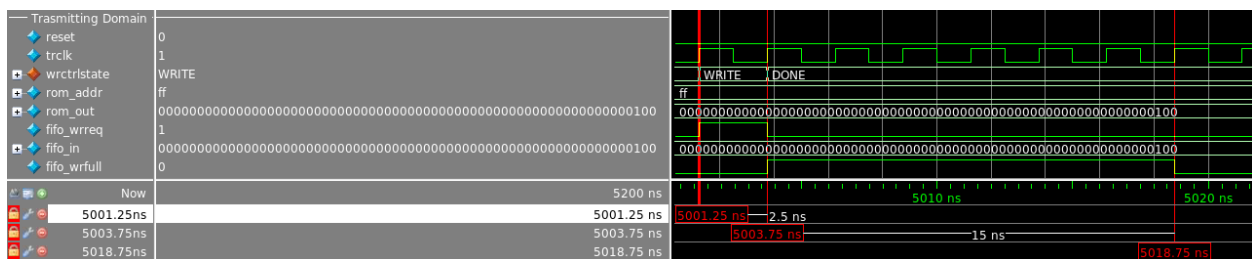 Trasmitting Domain
reset 0
trclk 1
wrctrlstate WRITE WRITE DONE
rom_addr ff ff
rom_out 0000000000000000000000000000000000000000000000000000000000000100 0000000000000000000000000000000000000000000000000000000000000100
fifo_wrreq 1
fifo_in 0000000000000000000000000000000000000000000000000000000000000100 0000000000000000000000000000000000000000000000000000000000000100
fifo_wrfull 0
Now 5200 ns 5010 ns 5020 ns
5001.25ns 5001.25 ns 5001.25 ns 2.5 ns
5003.75ns 5003.75 ns 5003.75 ns 15 ns
5018.75ns 5018.75 ns 5018.75 ns